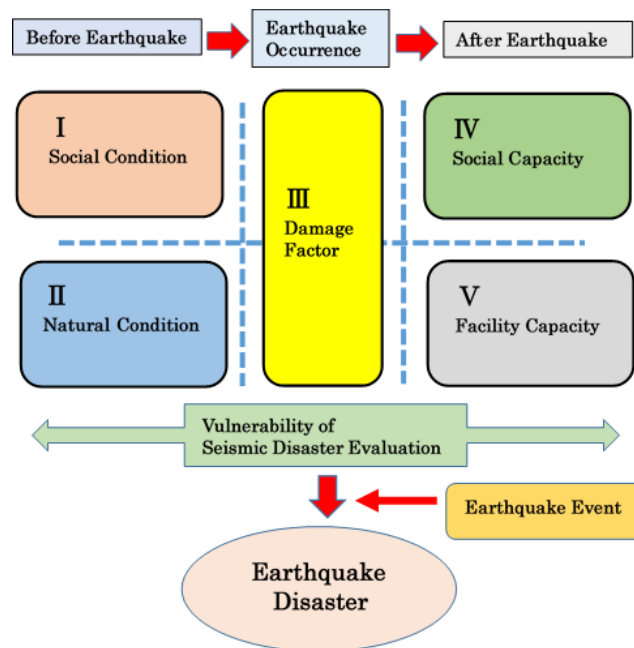 Before Earthquake
Earthquake
Occurrence
After Earthquake
Ⅰ
Social Condition
Ⅲ
Damage
Factor
Ⅳ
Social Capacity
Ⅱ
Natural Condition
Ⅴ
Facility Capacity
Vulnerability of
Seismic Disaster Evaluation
Earthquake Event
Earthquake
Disaster